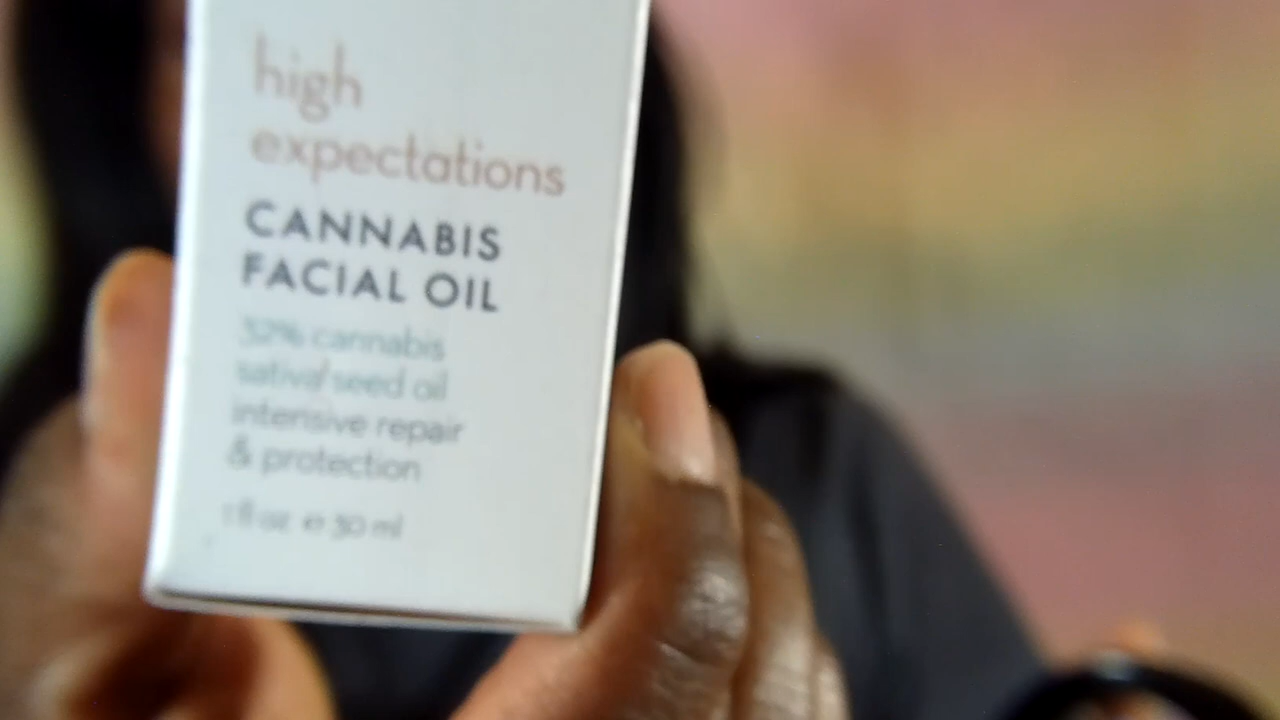 high
expectations
CANNABIS
FACIAL OIL
32% cannabis
sativa seed oil
intensive repair
& protection
1 fl oz e 30 ml